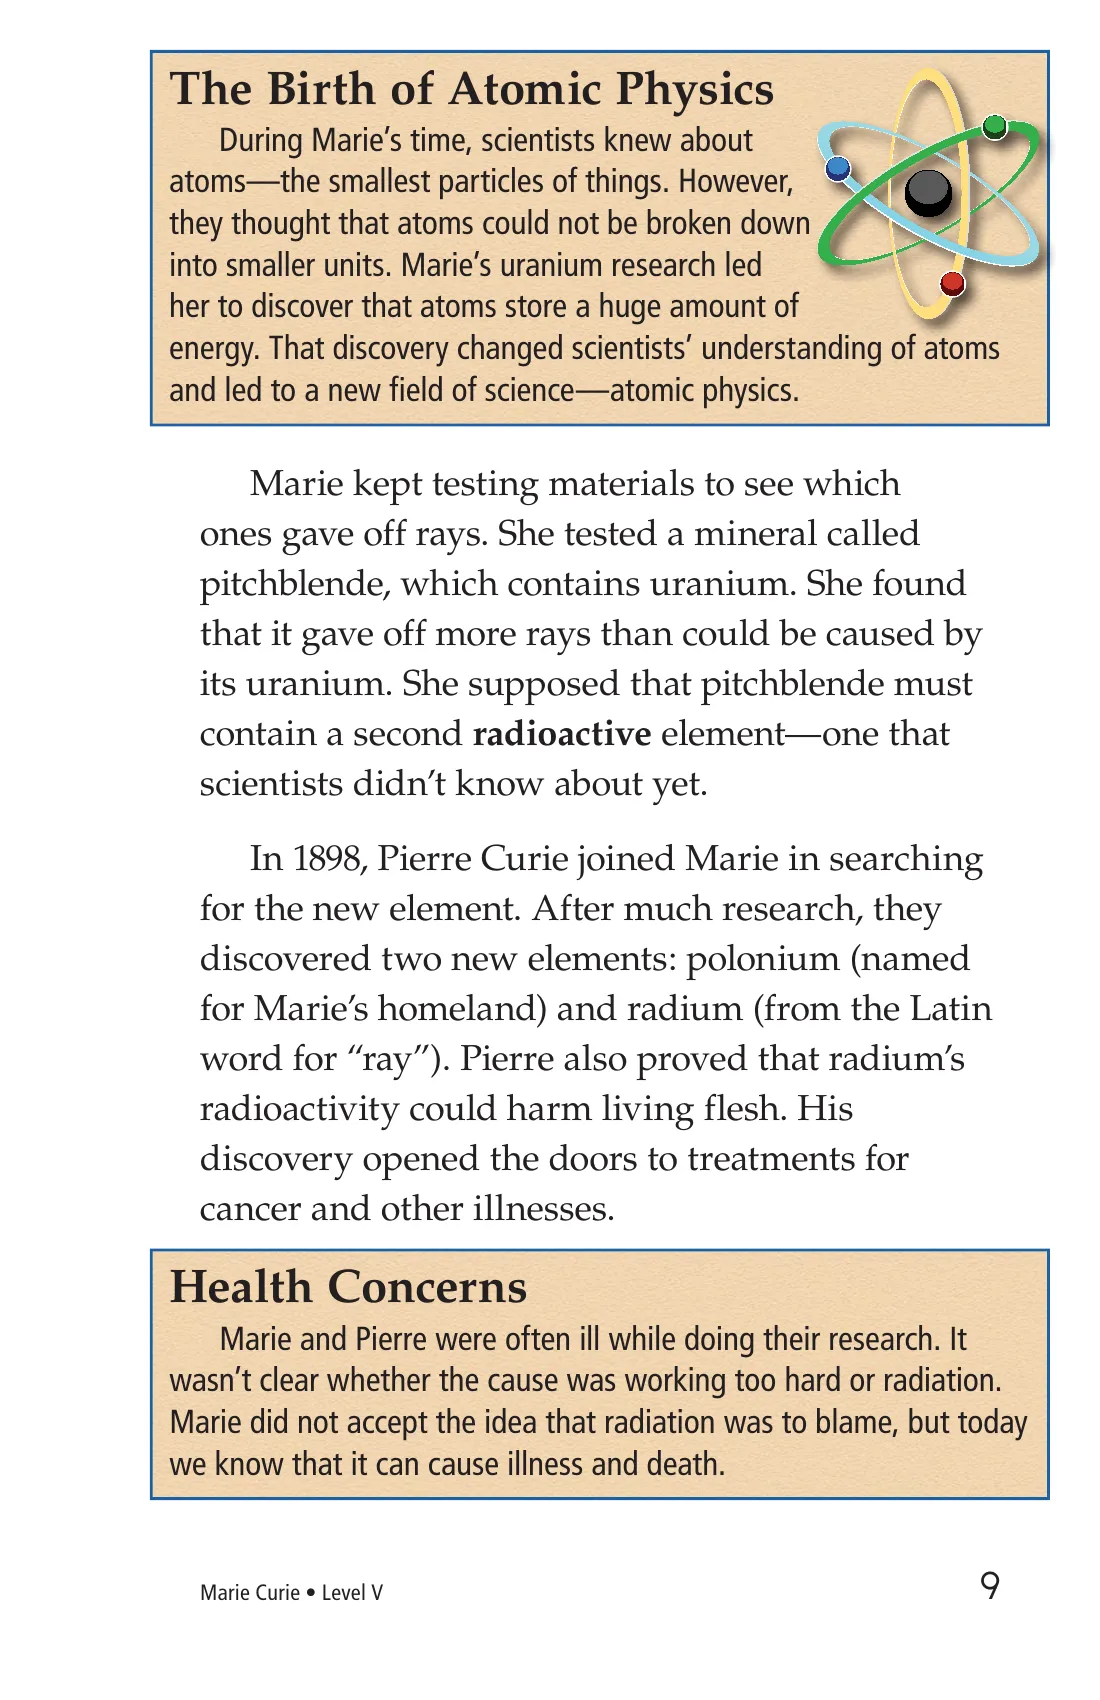 The Birth of Atomic Physics
During Marie’s time, scientists knew about
atoms—the smallest particles of things. However,
they thought that atoms could not be broken down
into smaller units. Marie’s uranium research led
her to discover that atoms store a huge amount of
energy. That discovery changed scientists’ understanding of atoms
and led to a new field of science—atomic physics.
Marie kept testing materials to see which
ones gave off rays. She tested a mineral called
pitchblende, which contains uranium. She found
that it gave off more rays than could be caused by
its uranium. She supposed that pitchblende must
contain a second radioactive element—one that
scientists didn’t know about yet.
In 1898, Pierre Curie joined Marie in searching
for the new element. After much research, they
discovered two new elements: polonium (named
for Marie’s homeland) and radium (from the Latin
word for “ray”). Pierre also proved that radium’s
radioactivity could harm living flesh. His
discovery opened the doors to treatments for
cancer and other illnesses.
Health Concerns
Marie and Pierre were often ill while doing their research. It
wasn’t clear whether the cause was working too hard or radiation.
Marie did not accept the idea that radiation was to blame, but today
we know that it can cause illness and death.
Marie Curie • Level V
9